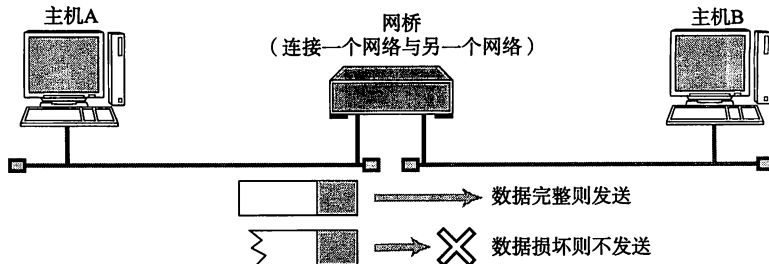 主机A
网桥
（连接一个网络与另一个网络）
主机B
数据完整则发送
数据损坏则不发送